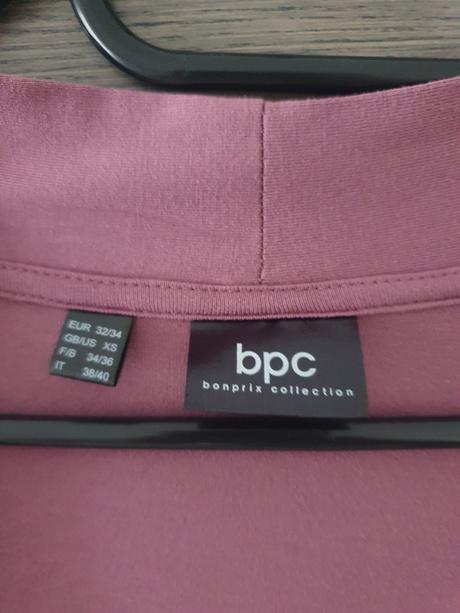 EUR 32/34
GB/US XS
F/B 34/36
IT 38/40
bpc
bonprix collection